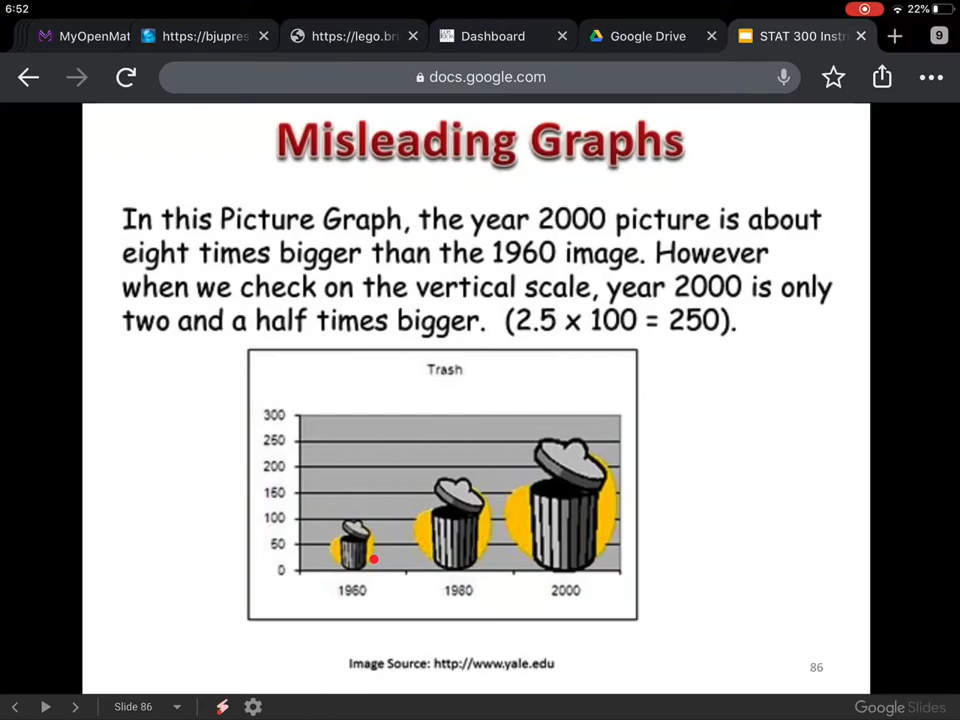 6:52
22%
MyOpenMat
https://bjupres
https://lego.bri
Dashboard
Google Drive
STAT 300 Instr
9
docs.google.com
Misleading Graphs
In this Picture Graph, the year 2000 picture is about
eight times bigger than the 1960 image. However
when we check on the vertical scale, year 2000 is only
two and a half times bigger. (2.5 x 100 = 250).
Trash
300
250
200
150
100
50
0
1960 1980 2000
Image Source: http://www.yale.edu
86
Slide 86
Google Slides